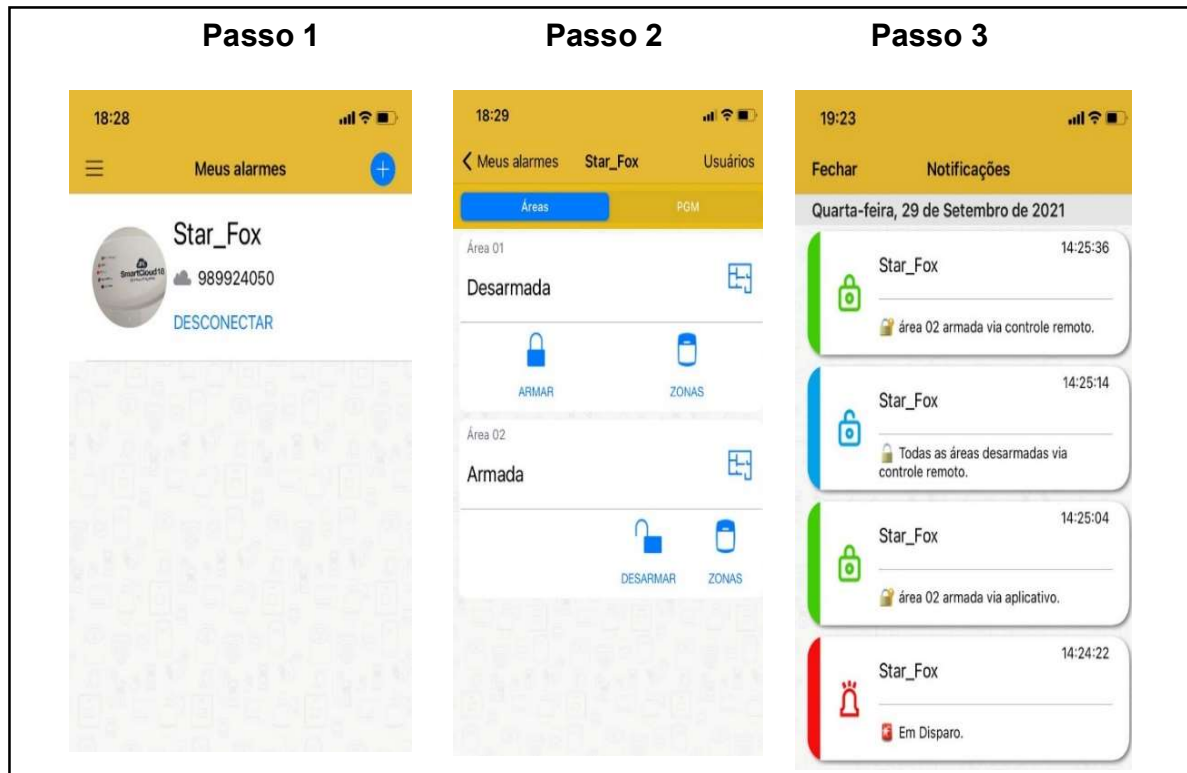 Passo 1
Passo 2
Passo 3
18:28
Meus alarmes
Star_Fox
SmartCloud18
989924050
DESCONECTAR
18:29
Meus alarmes
Star_Fox
Usuários
Áreas
PGM
Área 01
Desarmada
ARMAR
ZONAS
Área 02
Armada
DESARMAR
ZONAS
19:23
Fechar
Notificações
Quarta-feira, 29 de Setembro de 2021
14:25:36
Star_Fox
área 02 armada via controle remoto.
14:25:14
Star_Fox
Todas as áreas desarmadas via
controle remoto.
14:25:04
Star_Fox
área 02 armada via aplicativo.
14:24:22
Star_Fox
Em Disparo.